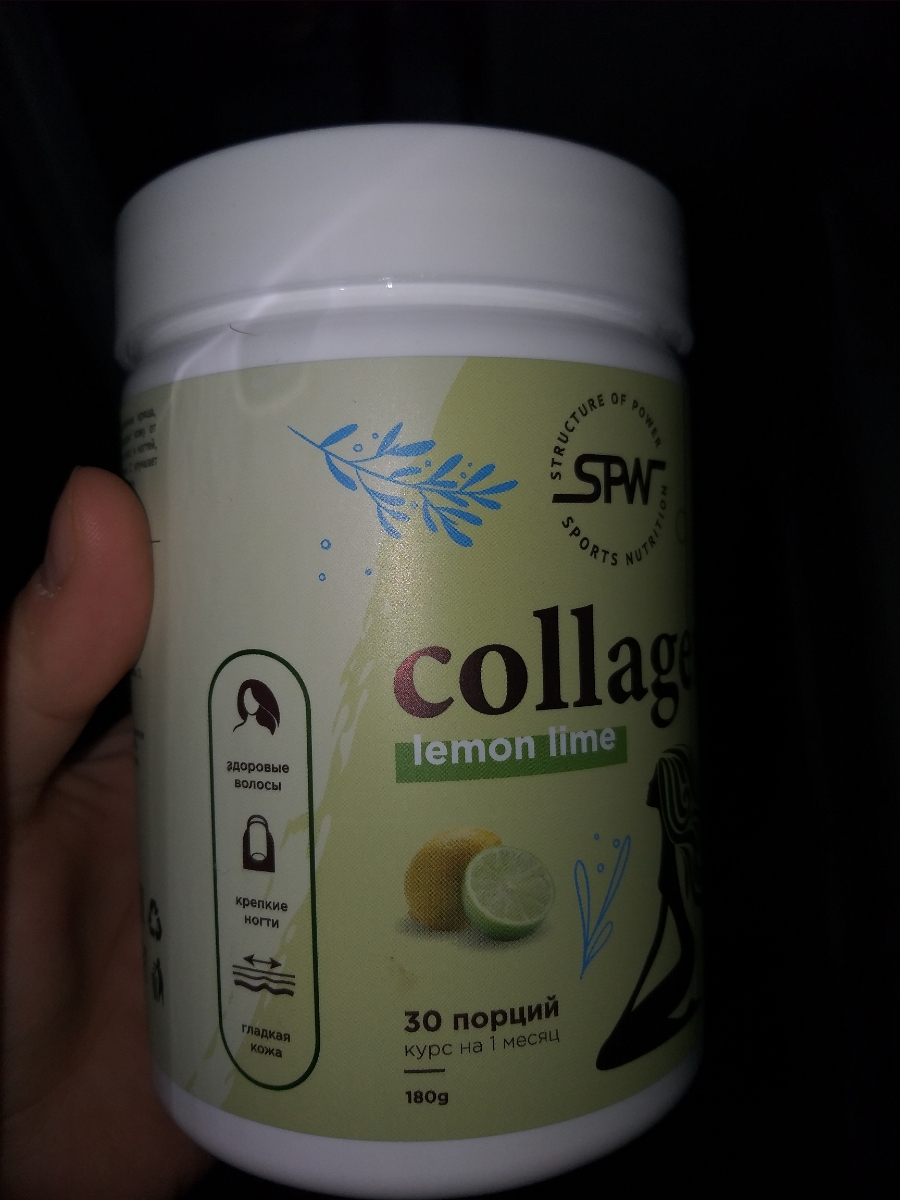 STRUCTURE OF POWER
SPW
SPORTS NUTRITION
collage
lemon lime
здоровые
волосы
крепкие
ногти
гладкая
кожа
30 порций
курс на 1 месяц
180g